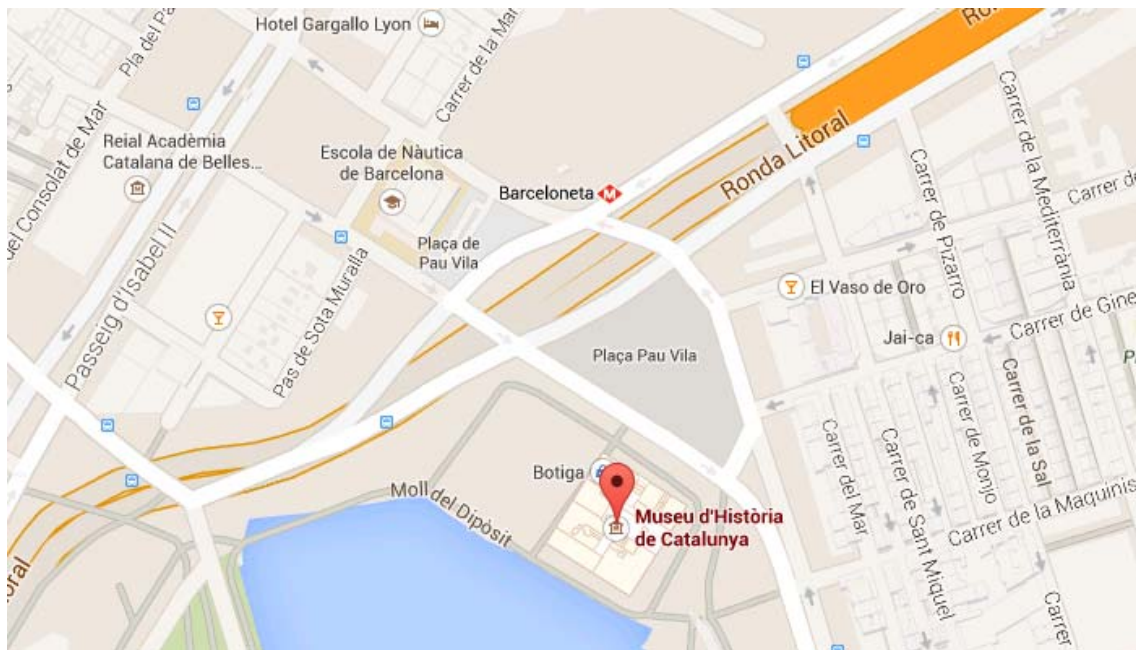 Hotel Gargallo Lyon
Pla del Pa
Carrer de la Mar
Ro
Reial Acadèmia
Catalana de Belles...
Escola de Nàutica
de Barcelona
Barceloneta
M
Ronda Litoral
Carrer de la Mediterrània
Carrer de
del Consolat de Mar
Passeig d'Isabel II
Pas de Sota Muralla
Plaça de
Pau Vila
Carrer de Pizarro
El Vaso de Oro
Jai-ca
Carrer de Gine
Plaça Pau Vila
Carrer del Mar
Carrer de Sant Miquel
Carrer de Monjo
Carrer de la Sal
Carrer de la Maquinis
Botiga
Moll del Dipòsit
Museu d'Història
de Catalunya
toral
Carrer